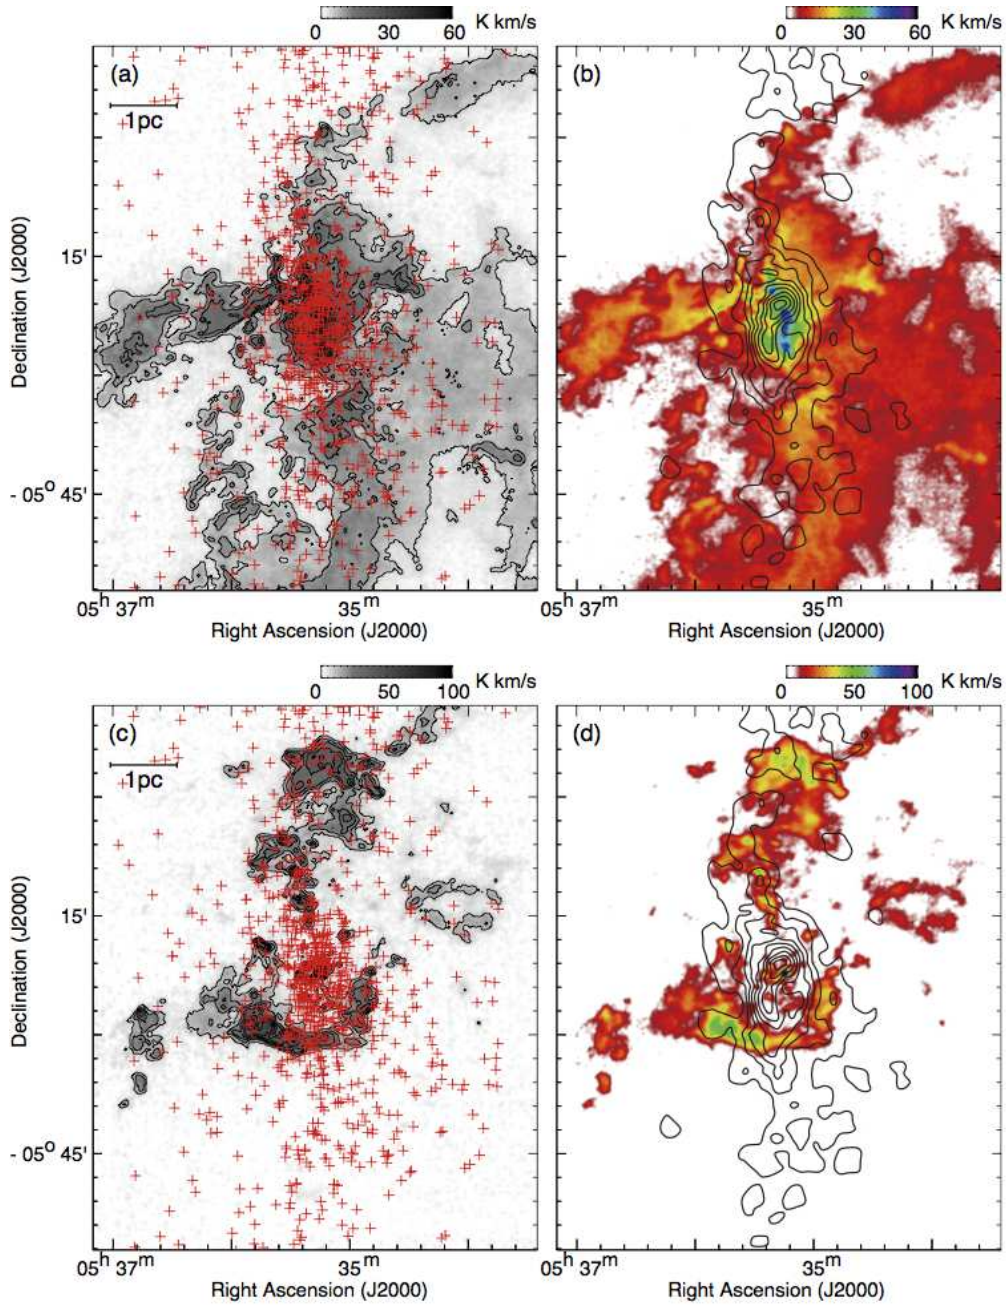 0 30 60 K km/s
0 30 60 K km/s
(a)
1pc
(b)
15'
- 05° 45'
Declination (J2000)
05ʰ 37ᵐ 35ᵐ
05ʰ 37ᵐ 35ᵐ
Right Ascension (J2000)
Right Ascension (J2000)
0 50 100 K km/s
0 50 100 K km/s
(c)
1pc
(d)
15'
- 05° 45'
Declination (J2000)
05ʰ 37ᵐ 35ᵐ
05ʰ 37ᵐ 35ᵐ
Right Ascension (J2000)
Right Ascension (J2000)